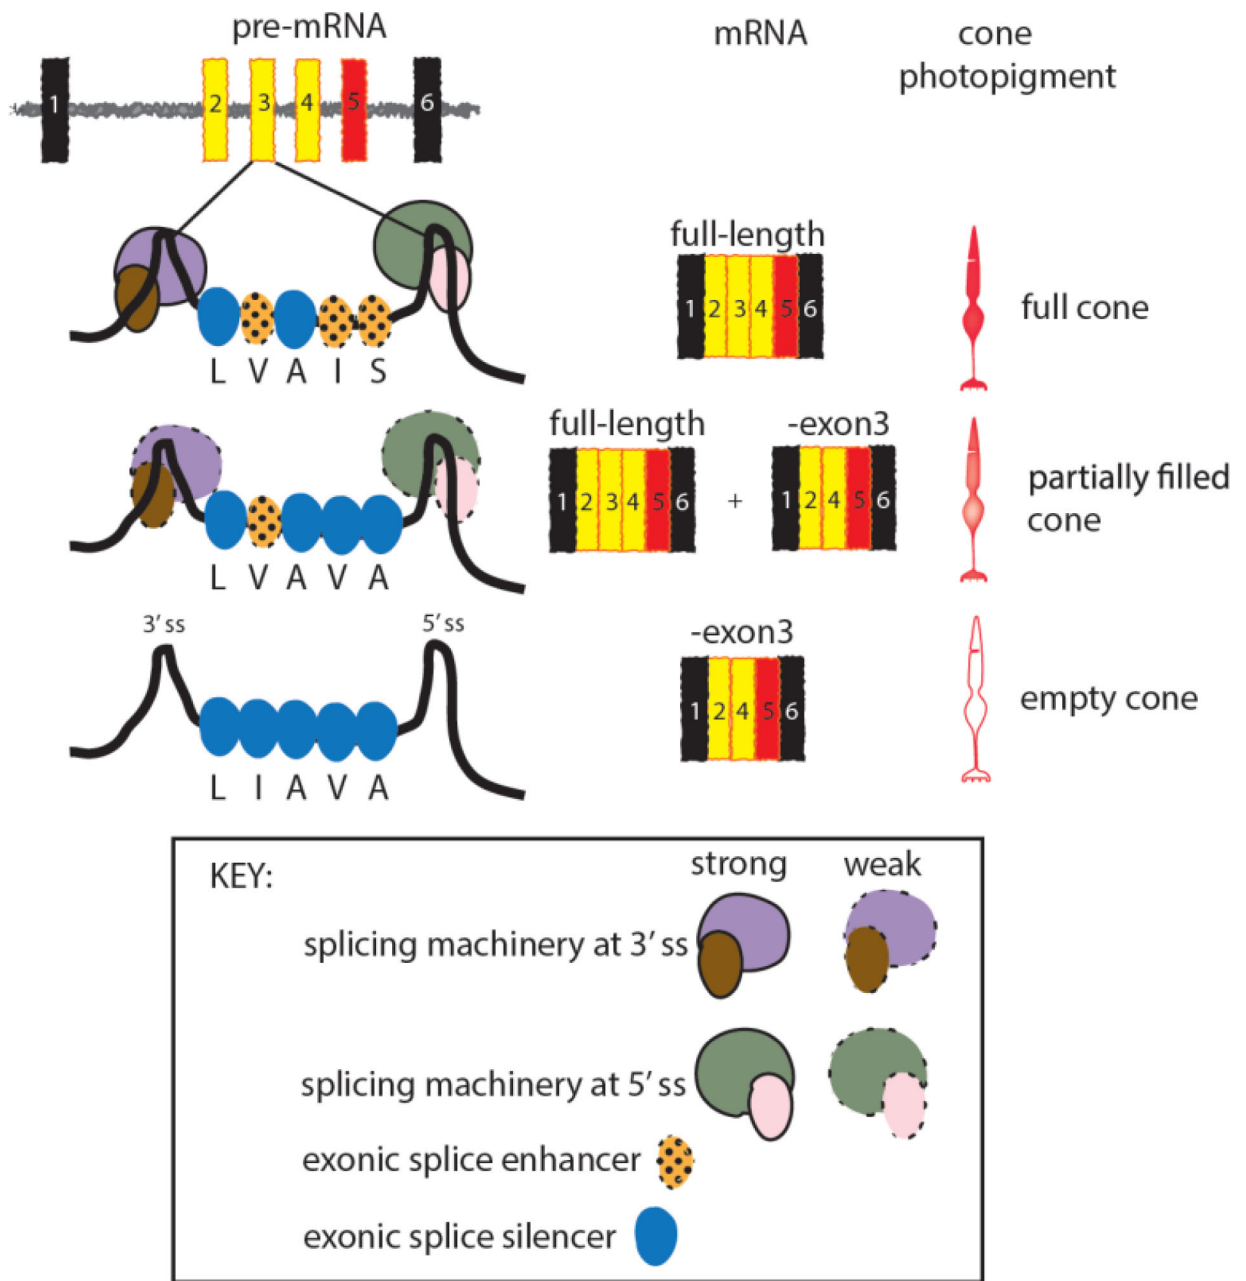 pre-mRNA
mRNA
cone
photopigment
1 2 3 4 5 6
full-length
1 2 3 4 5 6
full cone
L V A I S
full-length
-exon3
1 2 3 4 5 6
+
1 2 4 5 6
partially filled
cone
L V A V A
3' ss
5' ss
-exon3
1 2 4 5 6
empty cone
L I A V A
KEY:
strong
weak
splicing machinery at 3' ss
splicing machinery at 5' ss
exonic splice enhancer
exonic splice silencer